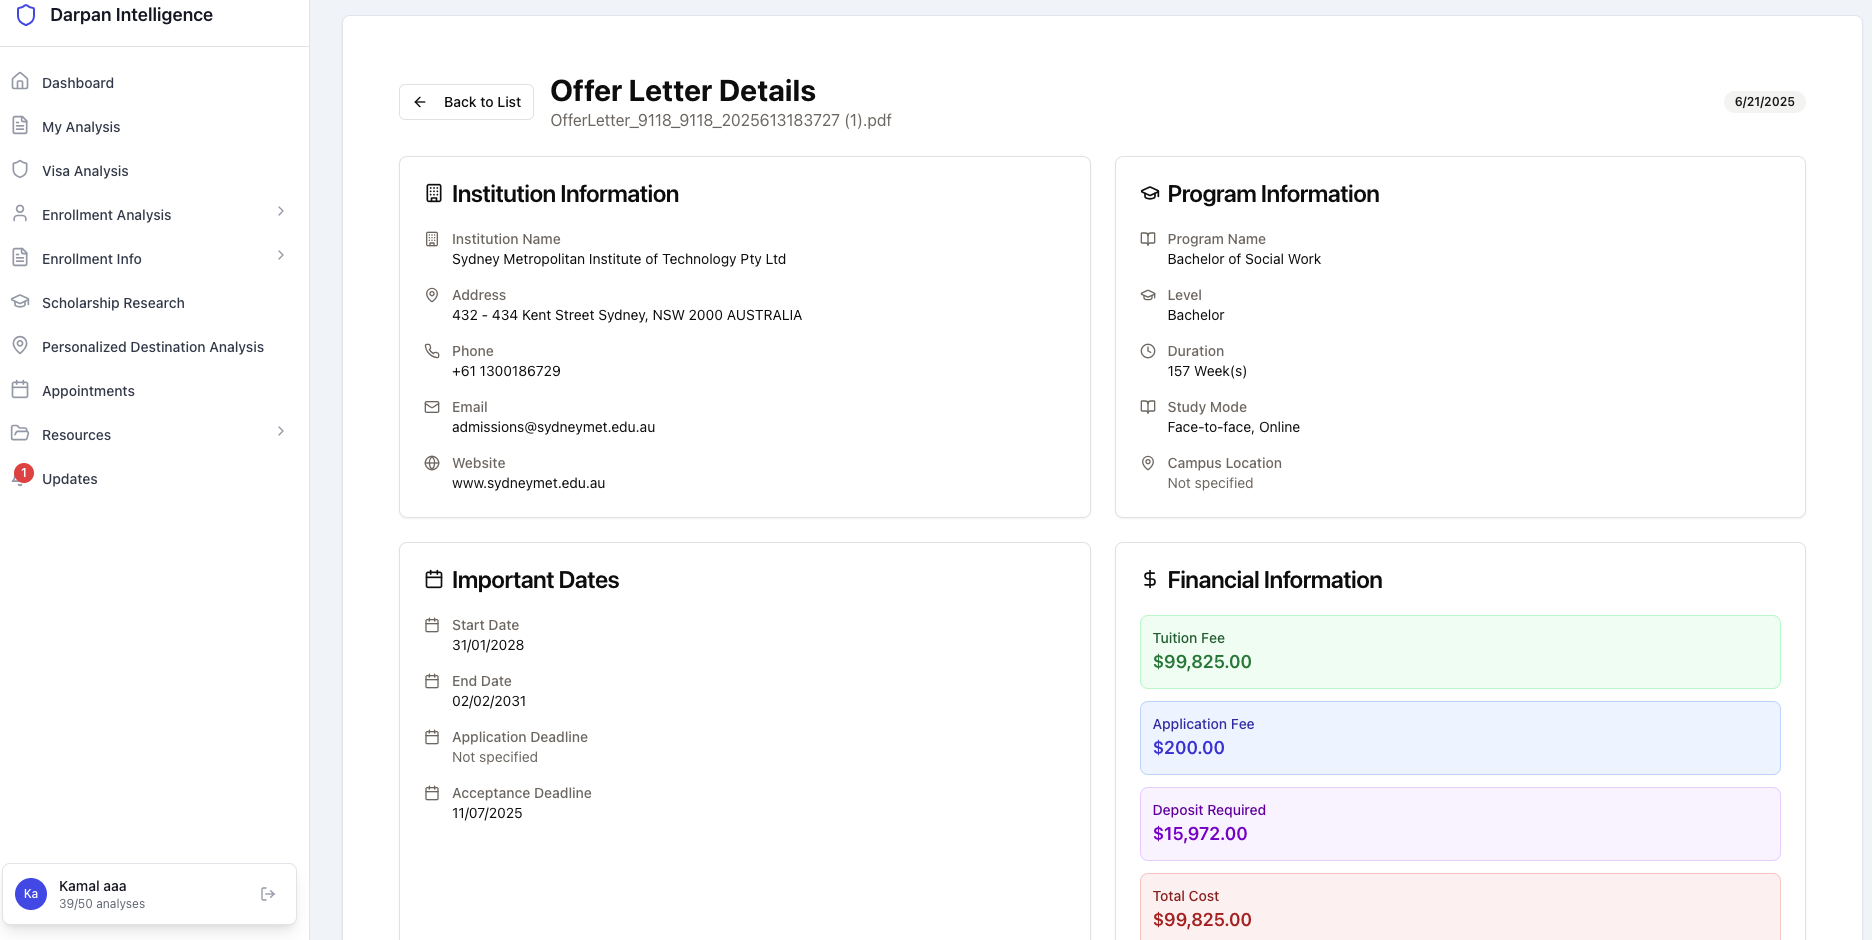 Darpan Intelligence
Dashboard
My Analysis
Visa Analysis
Enrollment Analysis
Enrollment Info
Scholarship Research
Personalized Destination Analysis
Appointments
Resources
1
Updates
Ka
Kamal aaa
39/50 analyses
Back to List
Offer Letter Details
OfferLetter_9118_9118_2025613183727 (1).pdf
6/21/2025
Institution Information
Institution Name
Sydney Metropolitan Institute of Technology Pty Ltd
Address
432 - 434 Kent Street Sydney, NSW 2000 AUSTRALIA
Phone
+61 1300186729
Email
admissions@sydneymet.edu.au
Website
www.sydneymet.edu.au
Program Information
Program Name
Bachelor of Social Work
Level
Bachelor
Duration
157 Week(s)
Study Mode
Face-to-face, Online
Campus Location
Not specified
Important Dates
Start Date
31/01/2028
End Date
02/02/2031
Application Deadline
Not specified
Acceptance Deadline
11/07/2025
Financial Information
Tuition Fee
$99,825.00
Application Fee
$200.00
Deposit Required
$15,972.00
Total Cost
$99,825.00